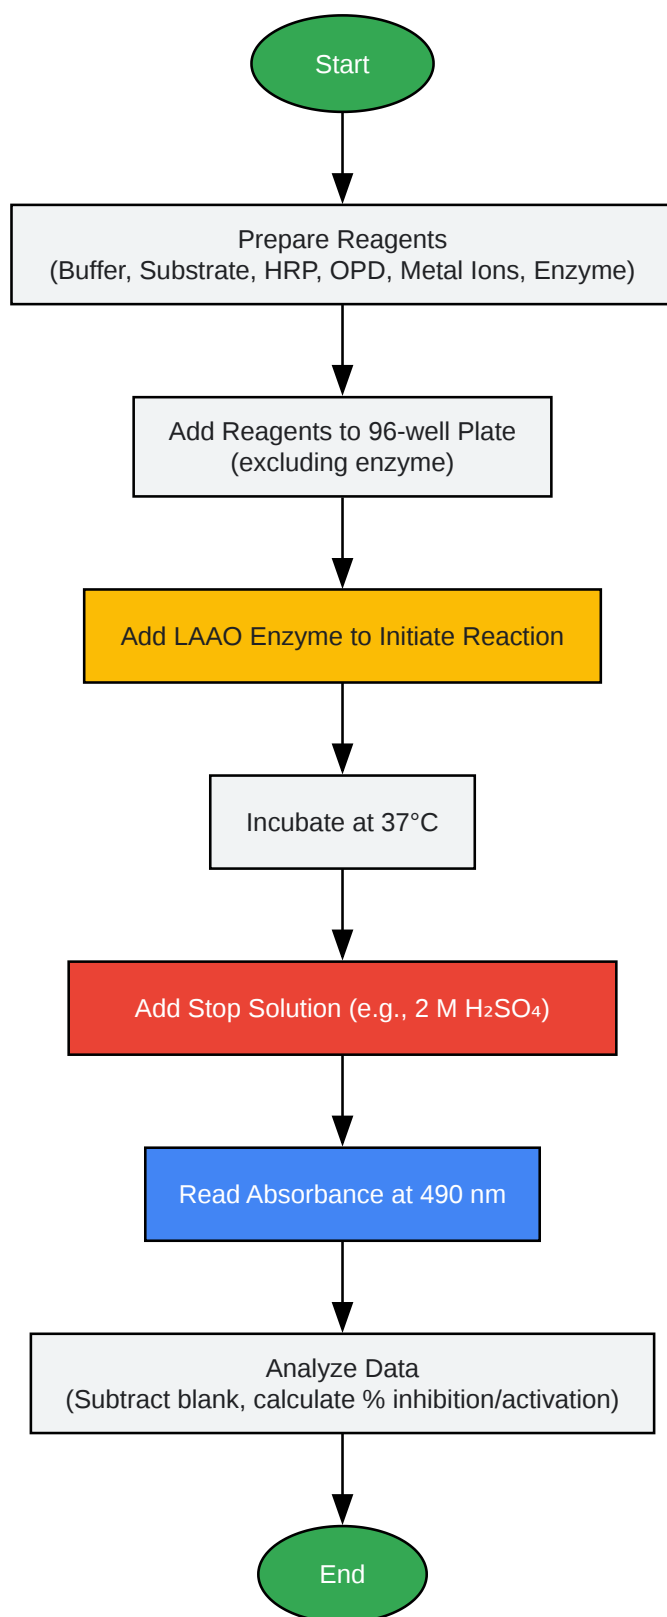 Start
Prepare Reagents
(Buffer, Substrate, HRP, OPD, Metal Ions, Enzyme)
Add Reagents to 96-well Plate
(excluding enzyme)
Add LAAO Enzyme to Initiate Reaction
Incubate at 37°C
Add Stop Solution (e.g., 2 M H₂SO₄)
Read Absorbance at 490 nm
Analyze Data
(Subtract blank, calculate % inhibition/activation)
End